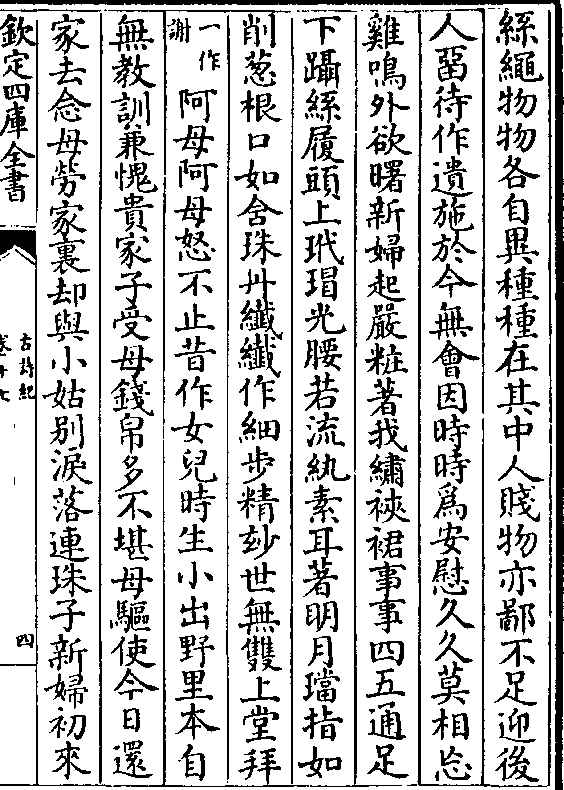 絲繩物物各自異種種在其中人賤物亦鄙不足迎後
人留待作遺施於今無會因時時爲安慰久久莫相忘
雞鳴外欲曙新婦起嚴粧著我繡裌裙事事四五通足
下躡絲履頭上玳瑁光腰若流紈素耳著明月璫指如
削葱根口如含珠丹纖纖作細步精妙世無雙上堂拜
一作謝阿母阿母怒不止昔作女兒時生小出野里本自
無教訓兼愧貴家子受母錢帛多不堪母驅使今日還
家去念母勞家裏却與小姑别淚落連珠子新婦初來
欽定四庫全書
古詩紀
卷十七
四